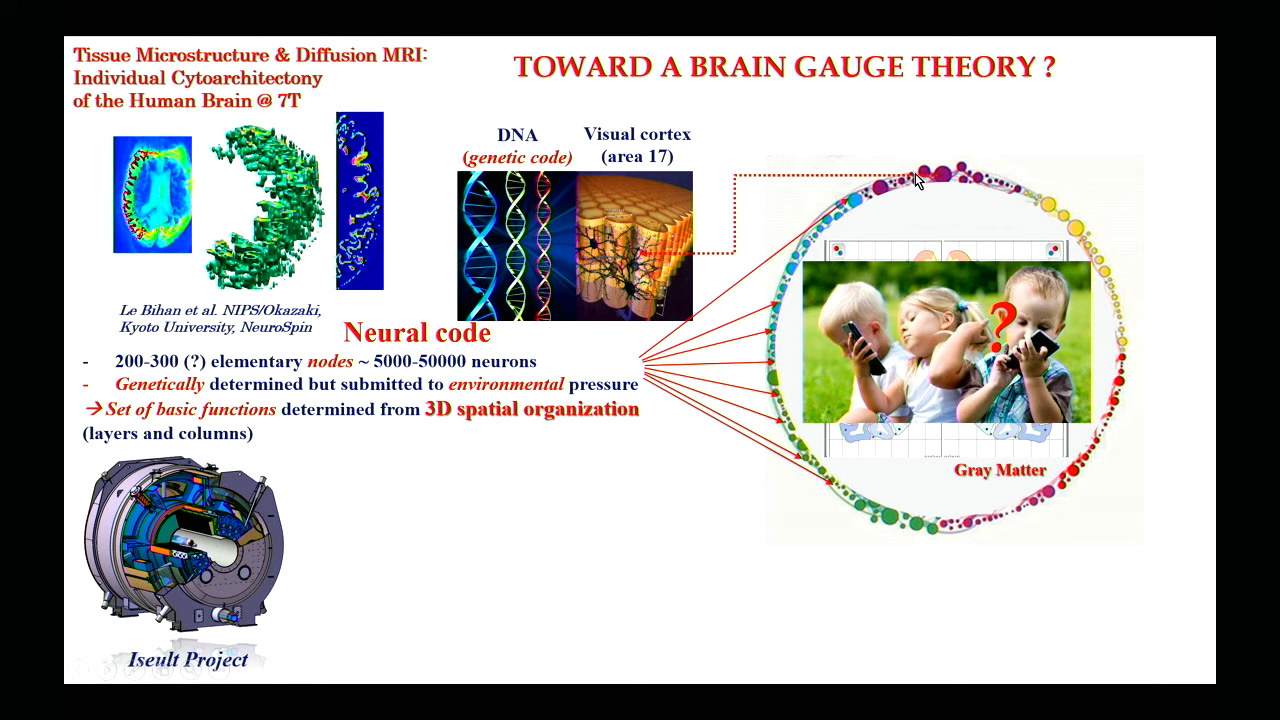 Tissue Microstructure & Diffusion MRI:
Individual Cytoarchitectony
of the Human Brain @ 7T
TOWARD A BRAIN GAUGE THEORY ?
DNA
(genetic code)
Visual cortex
(area 17)
Le Bihan et al. NIPS/Okazaki,
Kyoto University, NeuroSpin
Neural code
- 200-300 (?) elementary nodes ~ 5000-50000 neurons
- Genetically determined but submitted to environmental pressure
→ Set of basic functions determined from 3D spatial organization
(layers and columns)
?
Gray Matter
Iseult Project